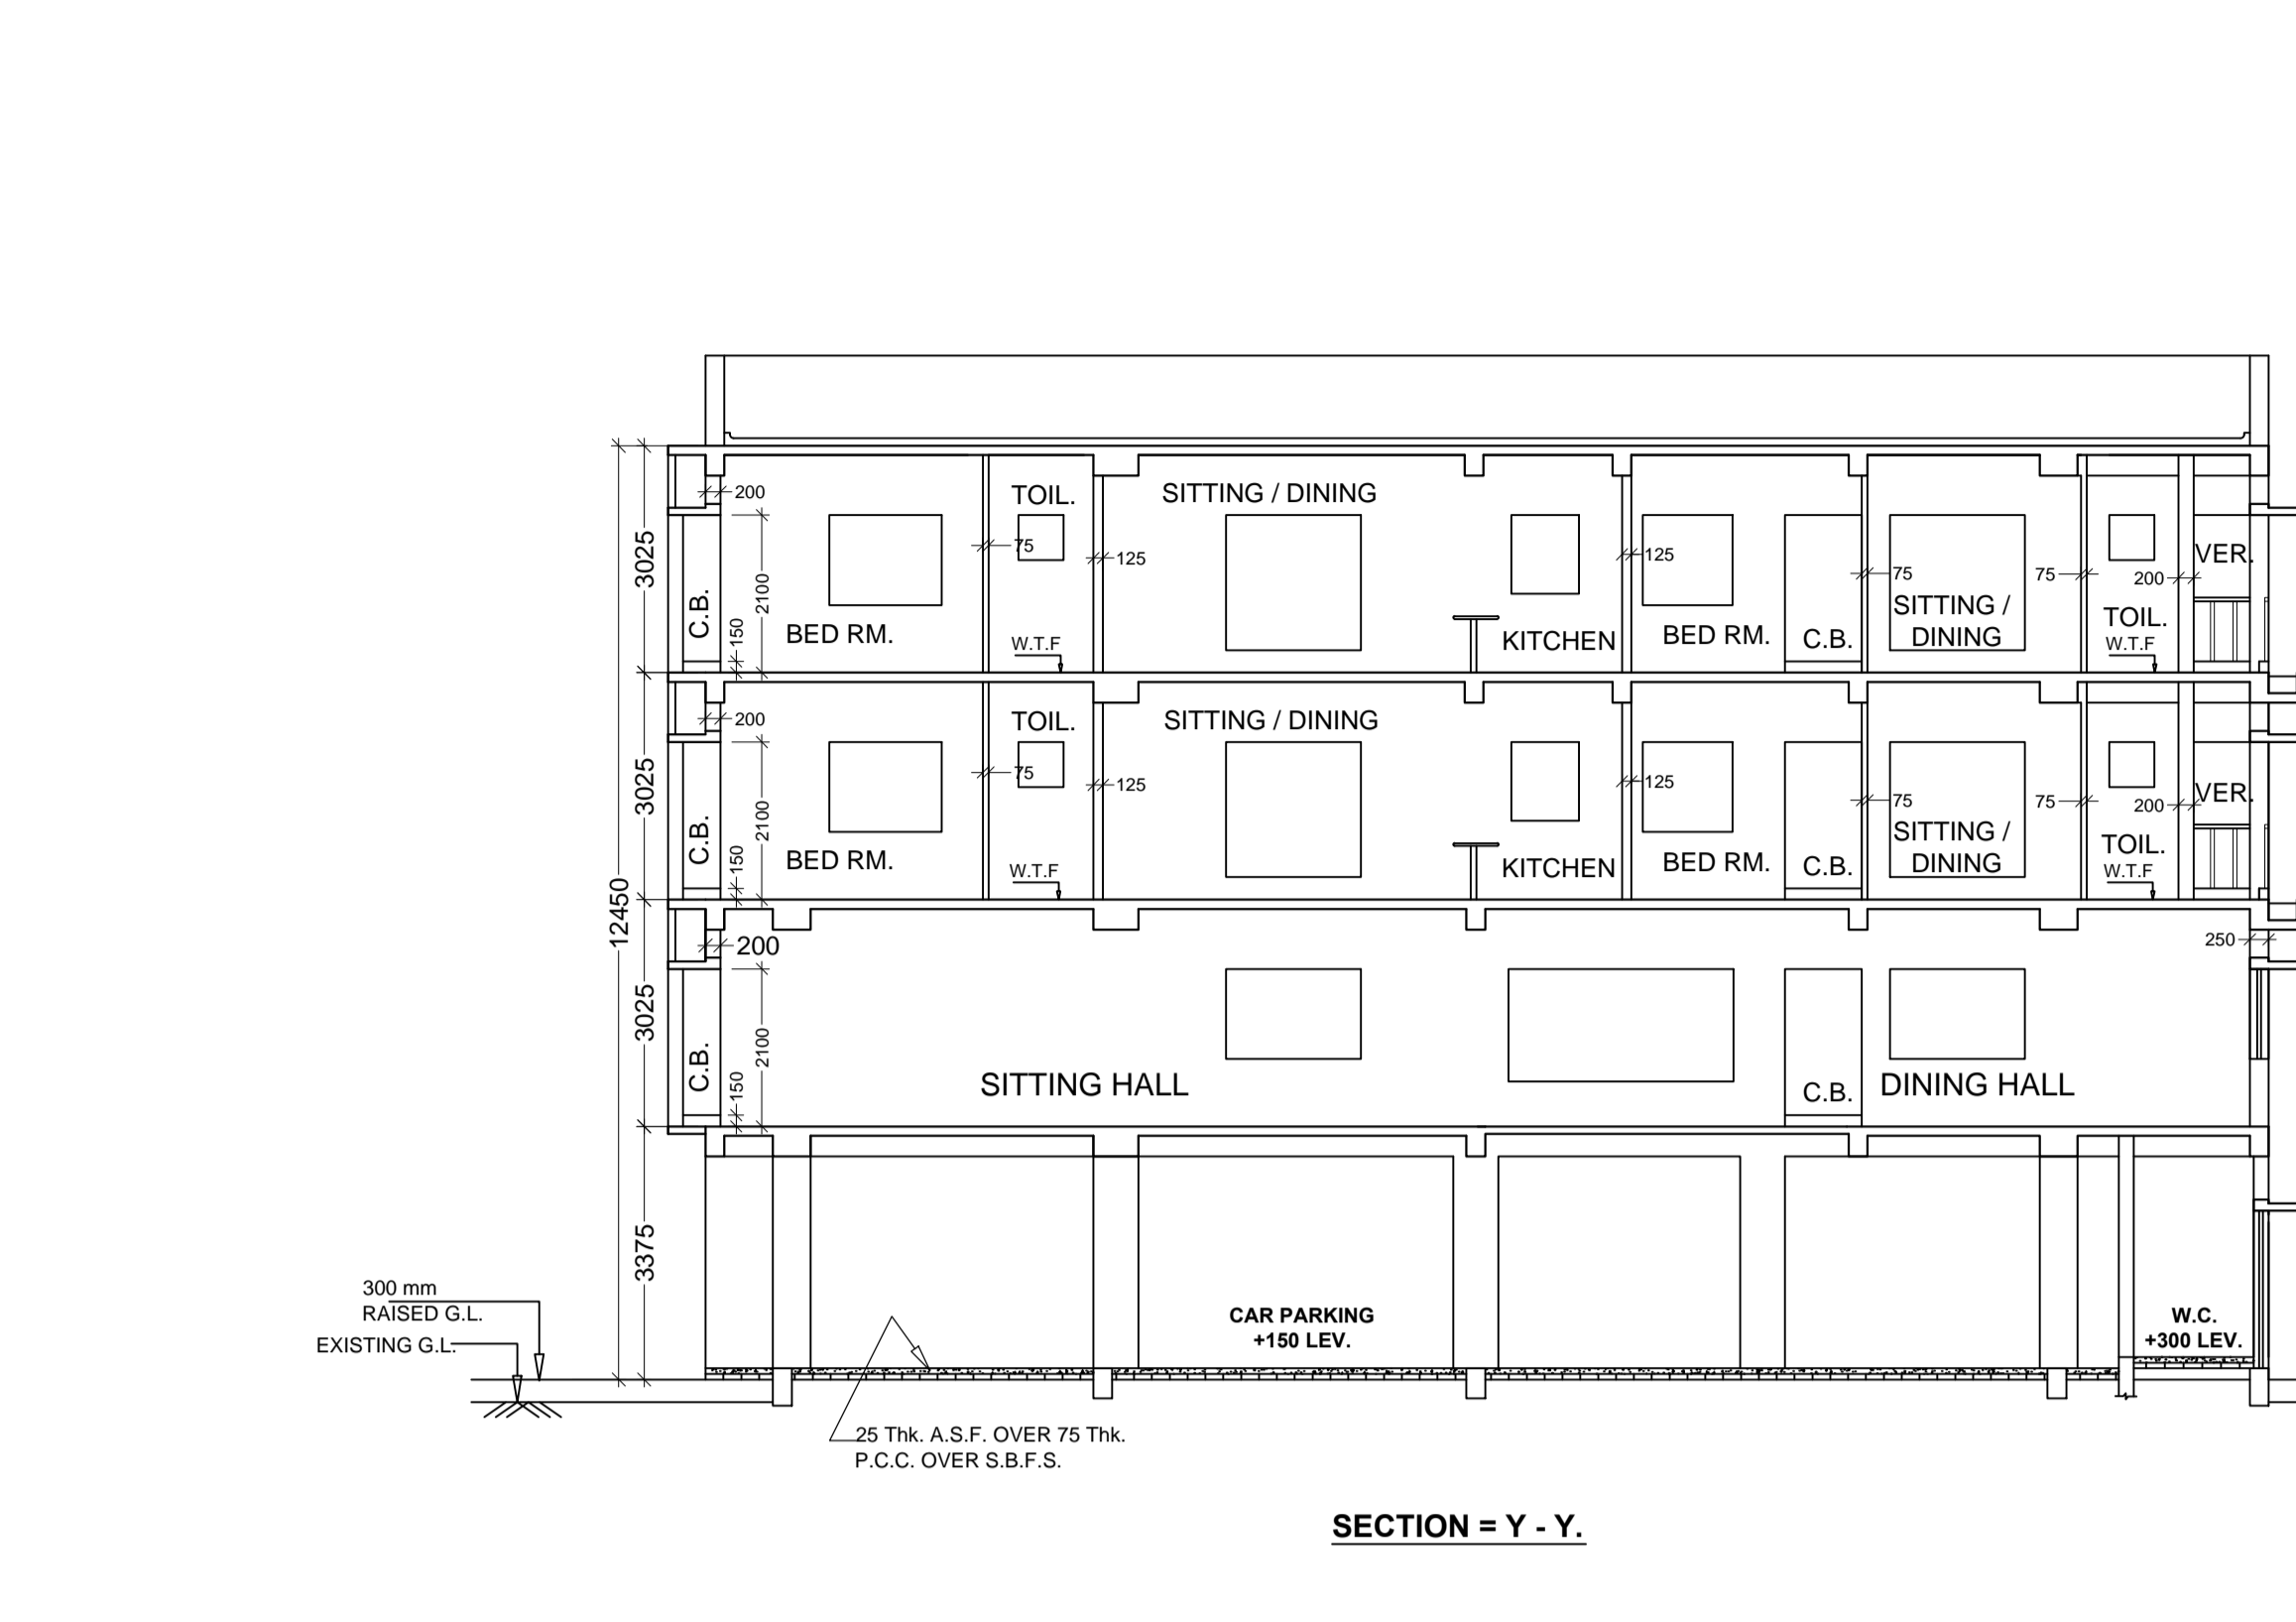 200
TOIL.
SITTING / DINING
75
125
125
75
75
200
VER.
3025
C.B.
150
2100
BED RM.
W.T.F
KITCHEN
BED RM.
C.B.
SITTING /
DINING
TOIL.
W.T.F
200
TOIL.
SITTING / DINING
75
125
125
75
75
200
VER.
3025
C.B.
150
2100
BED RM.
W.T.F
KITCHEN
BED RM.
C.B.
SITTING /
DINING
TOIL.
W.T.F
12450
200
250
3025
C.B.
150
2100
SITTING HALL
C.B.
DINING HALL
3375
300 mm
RAISED G.L.
EXISTING G.L.
CAR PARKING
+150 LEV.
W.C.
+300 LEV.
25 Thk. A.S.F. OVER 75 Thk.
P.C.C. OVER S.B.F.S.
SECTION = Y - Y.